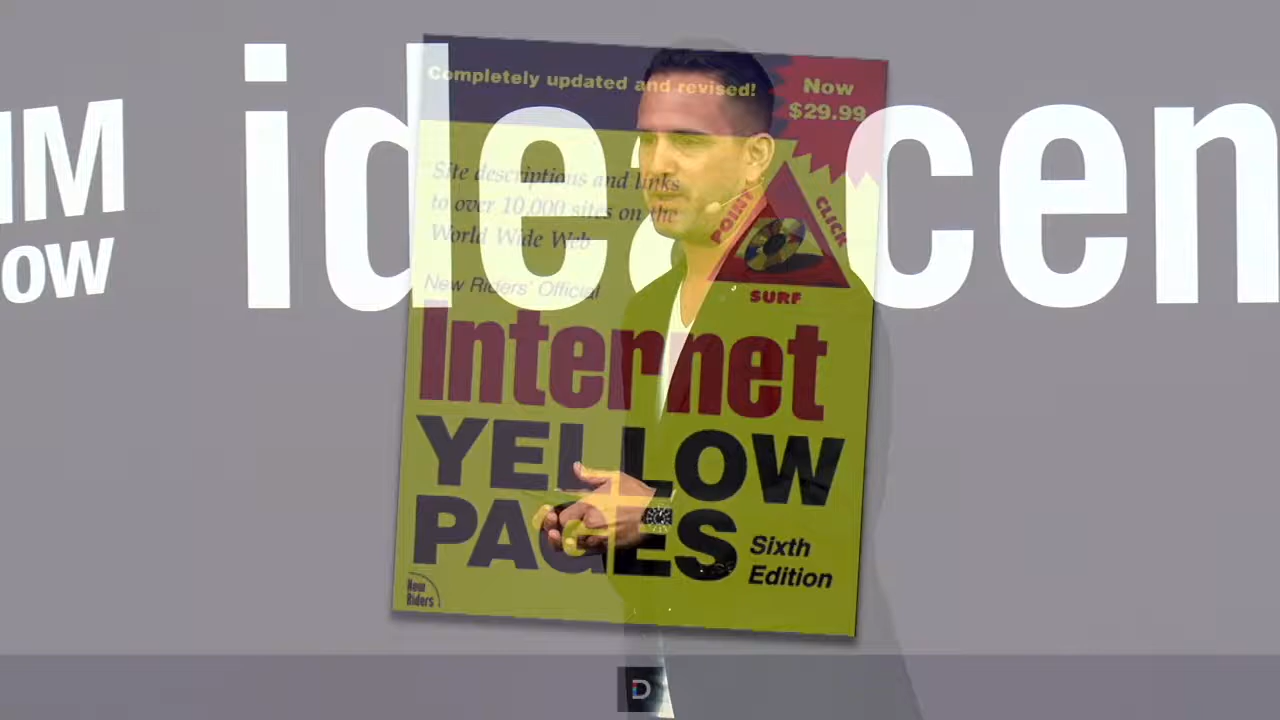 IM
OW
idea cen
Completely updated and revised!
Now
$29.99
"Site descriptions and links
to over 10,000 sites on the
World Wide Web
POINT
CLICK
SURF
New Riders' Official
Internet
YELLOW
PAGES
Sixth
Edition
New
Riders
D